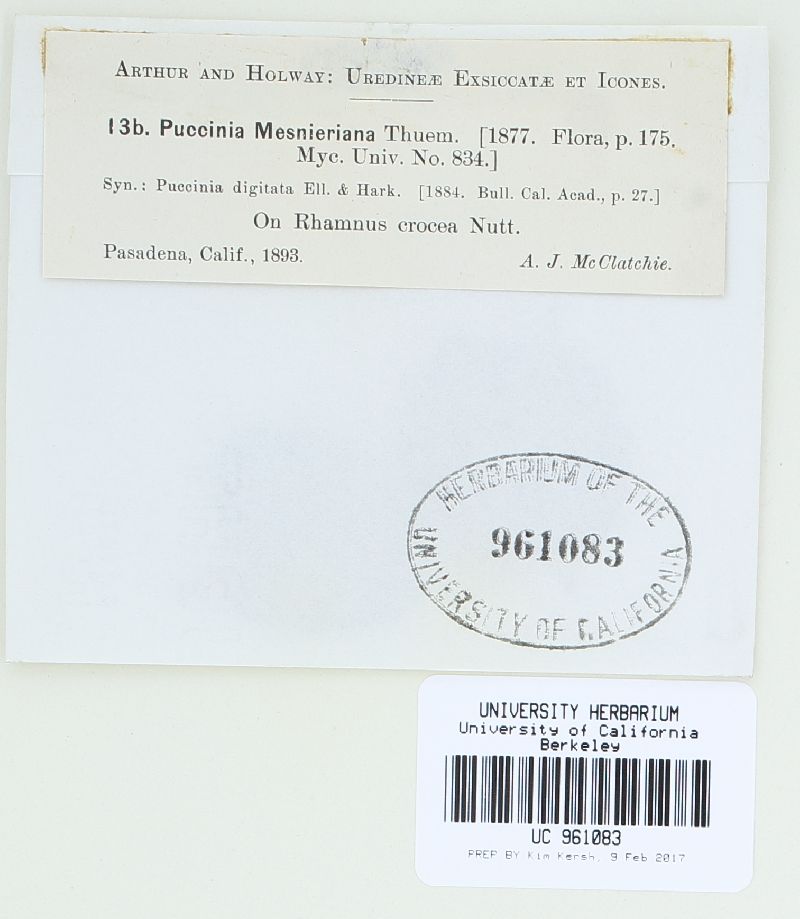 ARTHUR AND HOLWAY: UREDINEÆ EXSICCATÆ ET ICONES.
13b. Puccinia Mesnieriana Thuem. [1877. Flora, p. 175.
Myc. Univ. No. 834.]
Syn.: Puccinia digitata Ell. & Hark. [1884. Bull. Cal. Acad., p. 27.]
On Rhamnus crocea Nutt.
Pasadena, Calif., 1893. A. J. McClatchie.
HERBARIUM OF THE
961083
UNIVERSITY OF CALIFORNIA
UNIVERSITY HERBARIUM
University of California
Berkeley
UC 961083
PREP BY Kim Kersh, 9 Feb 2017